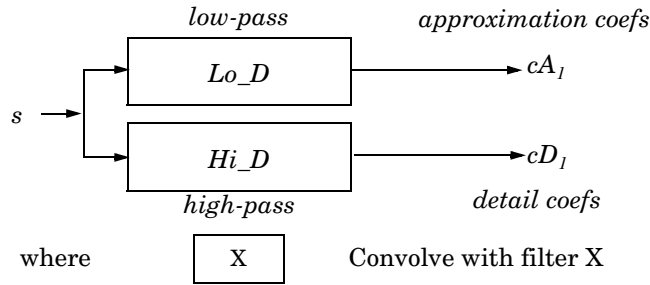 low-pass approximation coefs
Lo_D cA1
s
Hi_D cD1
high-pass detail coefs
where X Convolve with filter X